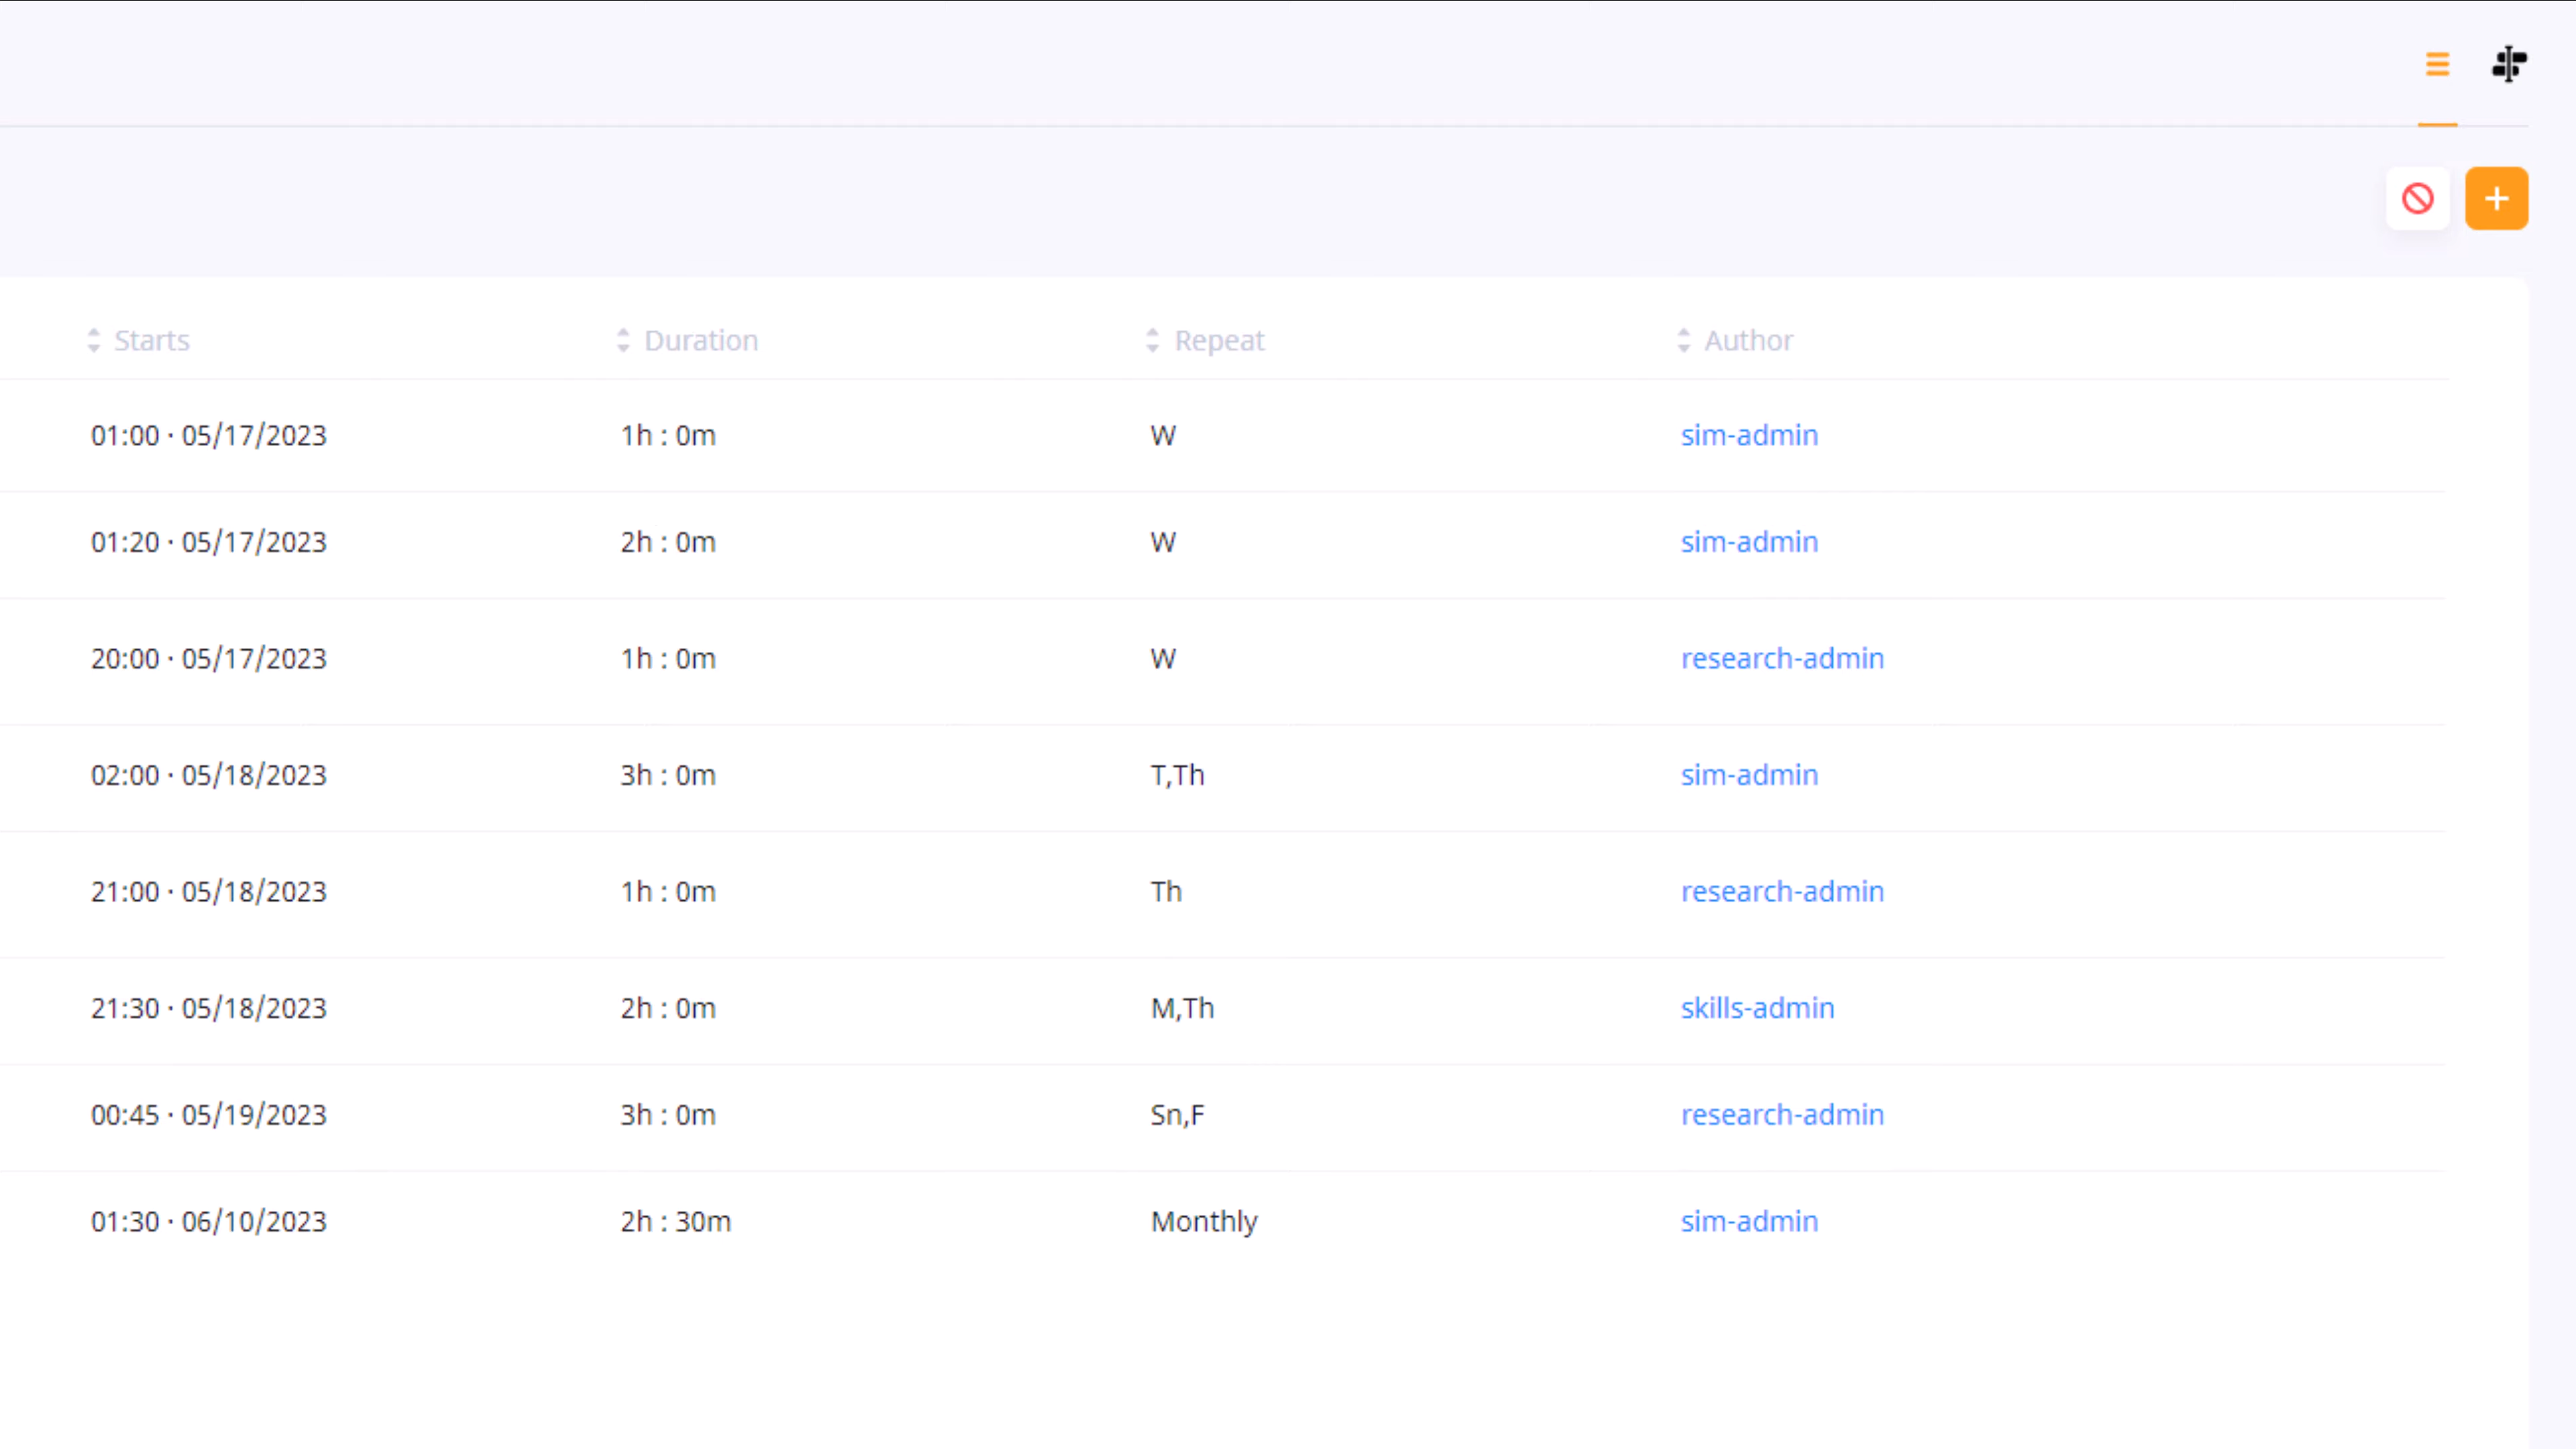 Starts Duration Repeat Author
01:00 · 05/17/2023 1h : 0m W sim-admin
01:20 · 05/17/2023 2h : 0m W sim-admin
20:00 · 05/17/2023 1h : 0m W research-admin
02:00 · 05/18/2023 3h : 0m T,Th sim-admin
21:00 · 05/18/2023 1h : 0m Th research-admin
21:30 · 05/18/2023 2h : 0m M,Th skills-admin
00:45 · 05/19/2023 3h : 0m Sn,F research-admin
01:30 · 06/10/2023 2h : 30m Monthly sim-admin